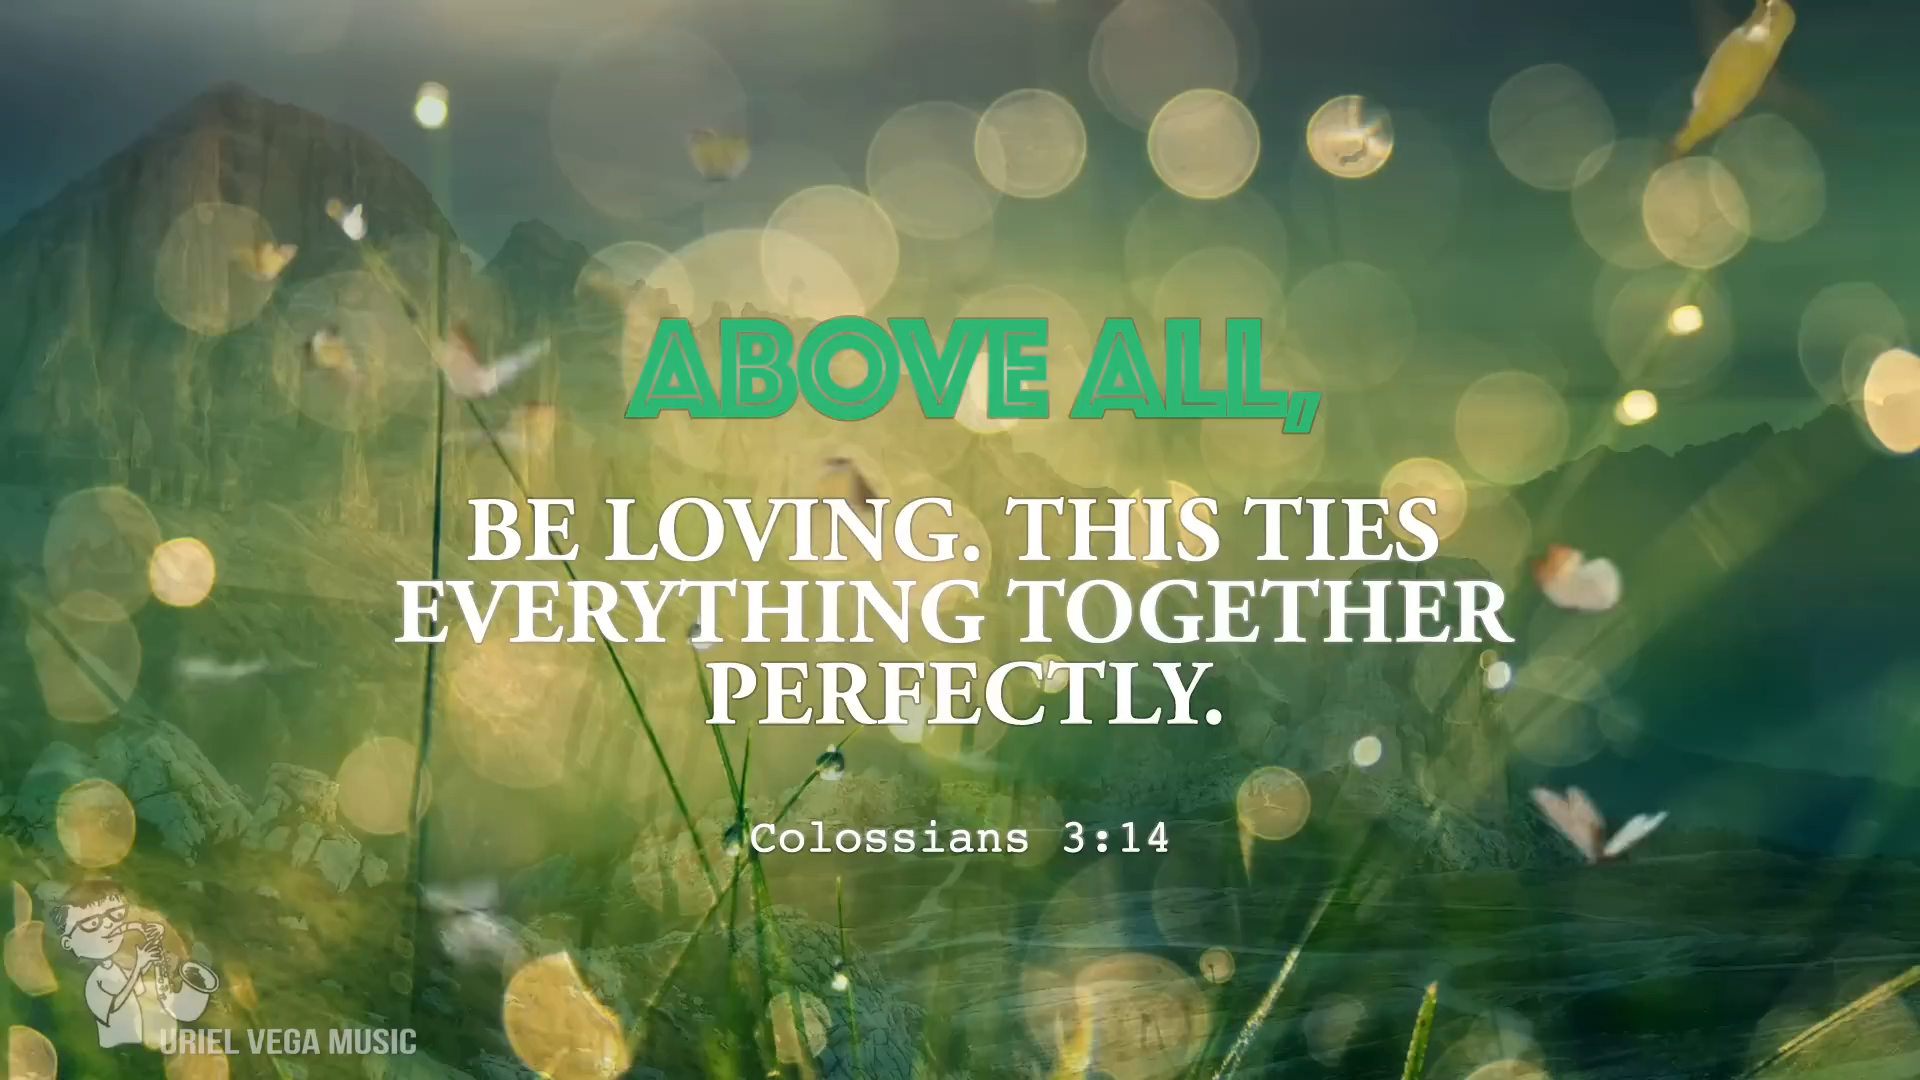 ABOVE ALL,
BE LOVING. THIS TIES
EVERYTHING TOGETHER
PERFECTLY.
Colossians 3:14
URIEL VEGA MUSIC